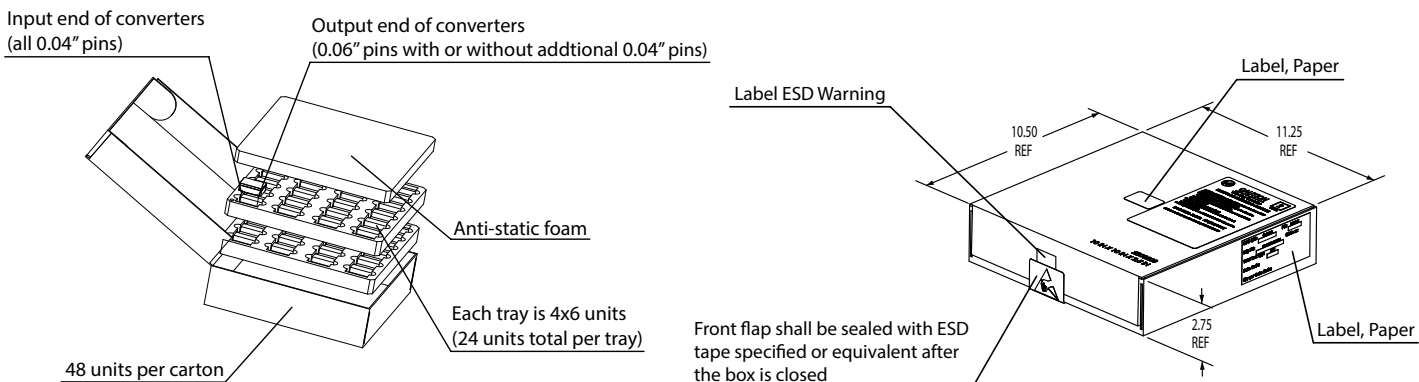 Input end of converters
(all 0.04” pins)
Output end of converters
(0.06” pins with or without addtional 0.04” pins)
Anti-static foam
Each tray is 4x6 units
(24 units total per tray)
48 units per carton
Label, Paper
Label ESD Warning
10.50
REF
11.25
REF
2.75
REF
Label, Paper
Front flap shall be sealed with ESD
tape specified or equivalent after
the box is closed